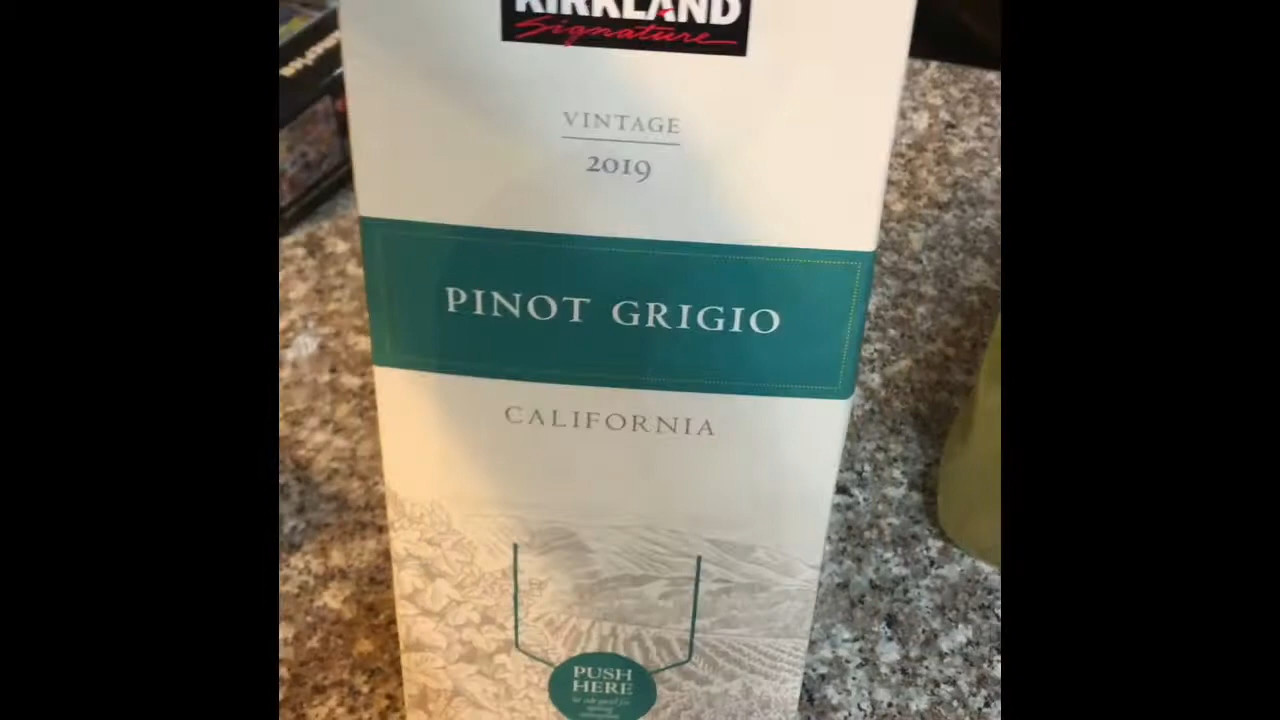 KIRKLAND
Signature
VINTAGE
2019
PINOT GRIGIO
CALIFORNIA
PUSH
HERE